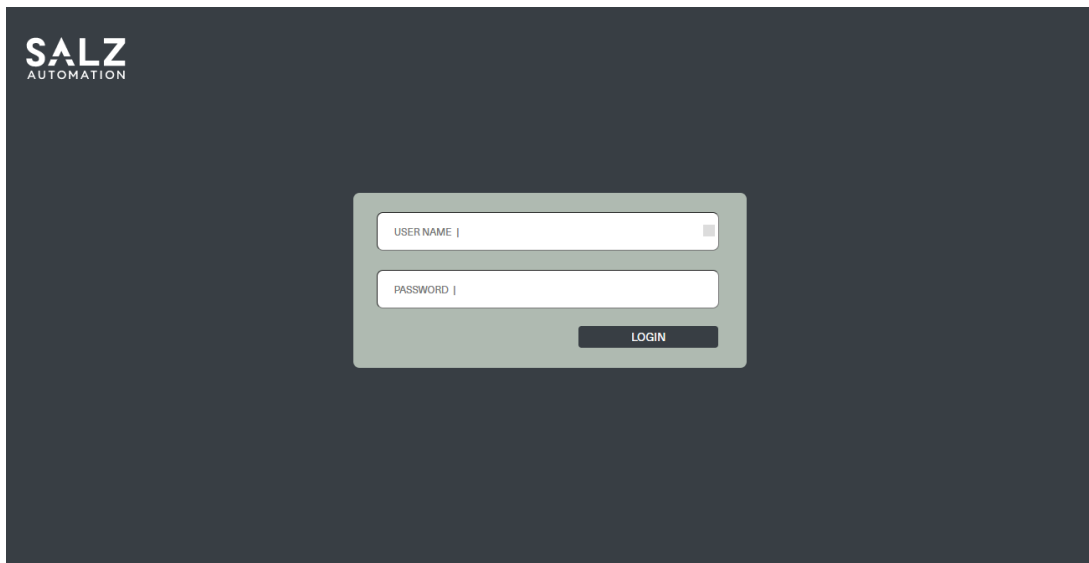 SALZ
AUTOMATION
USER NAME |
PASSWORD |
LOGIN